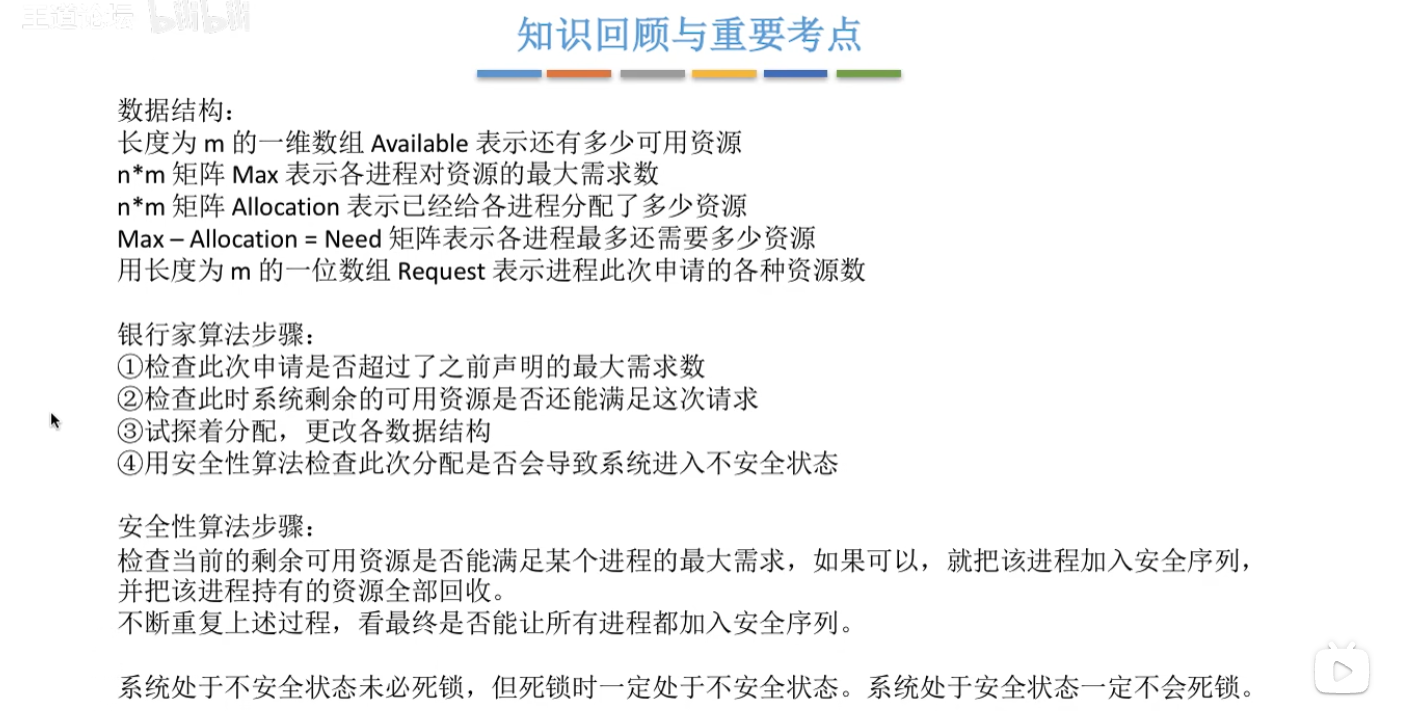 王道论坛 bilibili
知识回顾与重要考点
数据结构：
长度为 m 的一维数组 Available 表示还有多少可用资源
n*m 矩阵 Max 表示各进程对资源的最大需求数
n*m 矩阵 Allocation 表示已经给各进程分配了多少资源
Max – Allocation = Need 矩阵表示各进程最多还需要多少资源
用长度为 m 的一位数组 Request 表示进程此次申请的各种资源数
银行家算法步骤：
①检查此次申请是否超过了之前声明的最大需求数
②检查此时系统剩余的可用资源是否还能满足这次请求
③试探着分配，更改各数据结构
④用安全性算法检查此次分配是否会导致系统进入不安全状态
安全性算法步骤：
检查当前的剩余可用资源是否能满足某个进程的最大需求，如果可以，就把该进程加入安全序列，
并把该进程持有的资源全部回收。
不断重复上述过程，看最终是否能让所有进程都加入安全序列。
系统处于不安全状态未必死锁，但死锁时一定处于不安全状态。系统处于安全状态一定不会死锁。